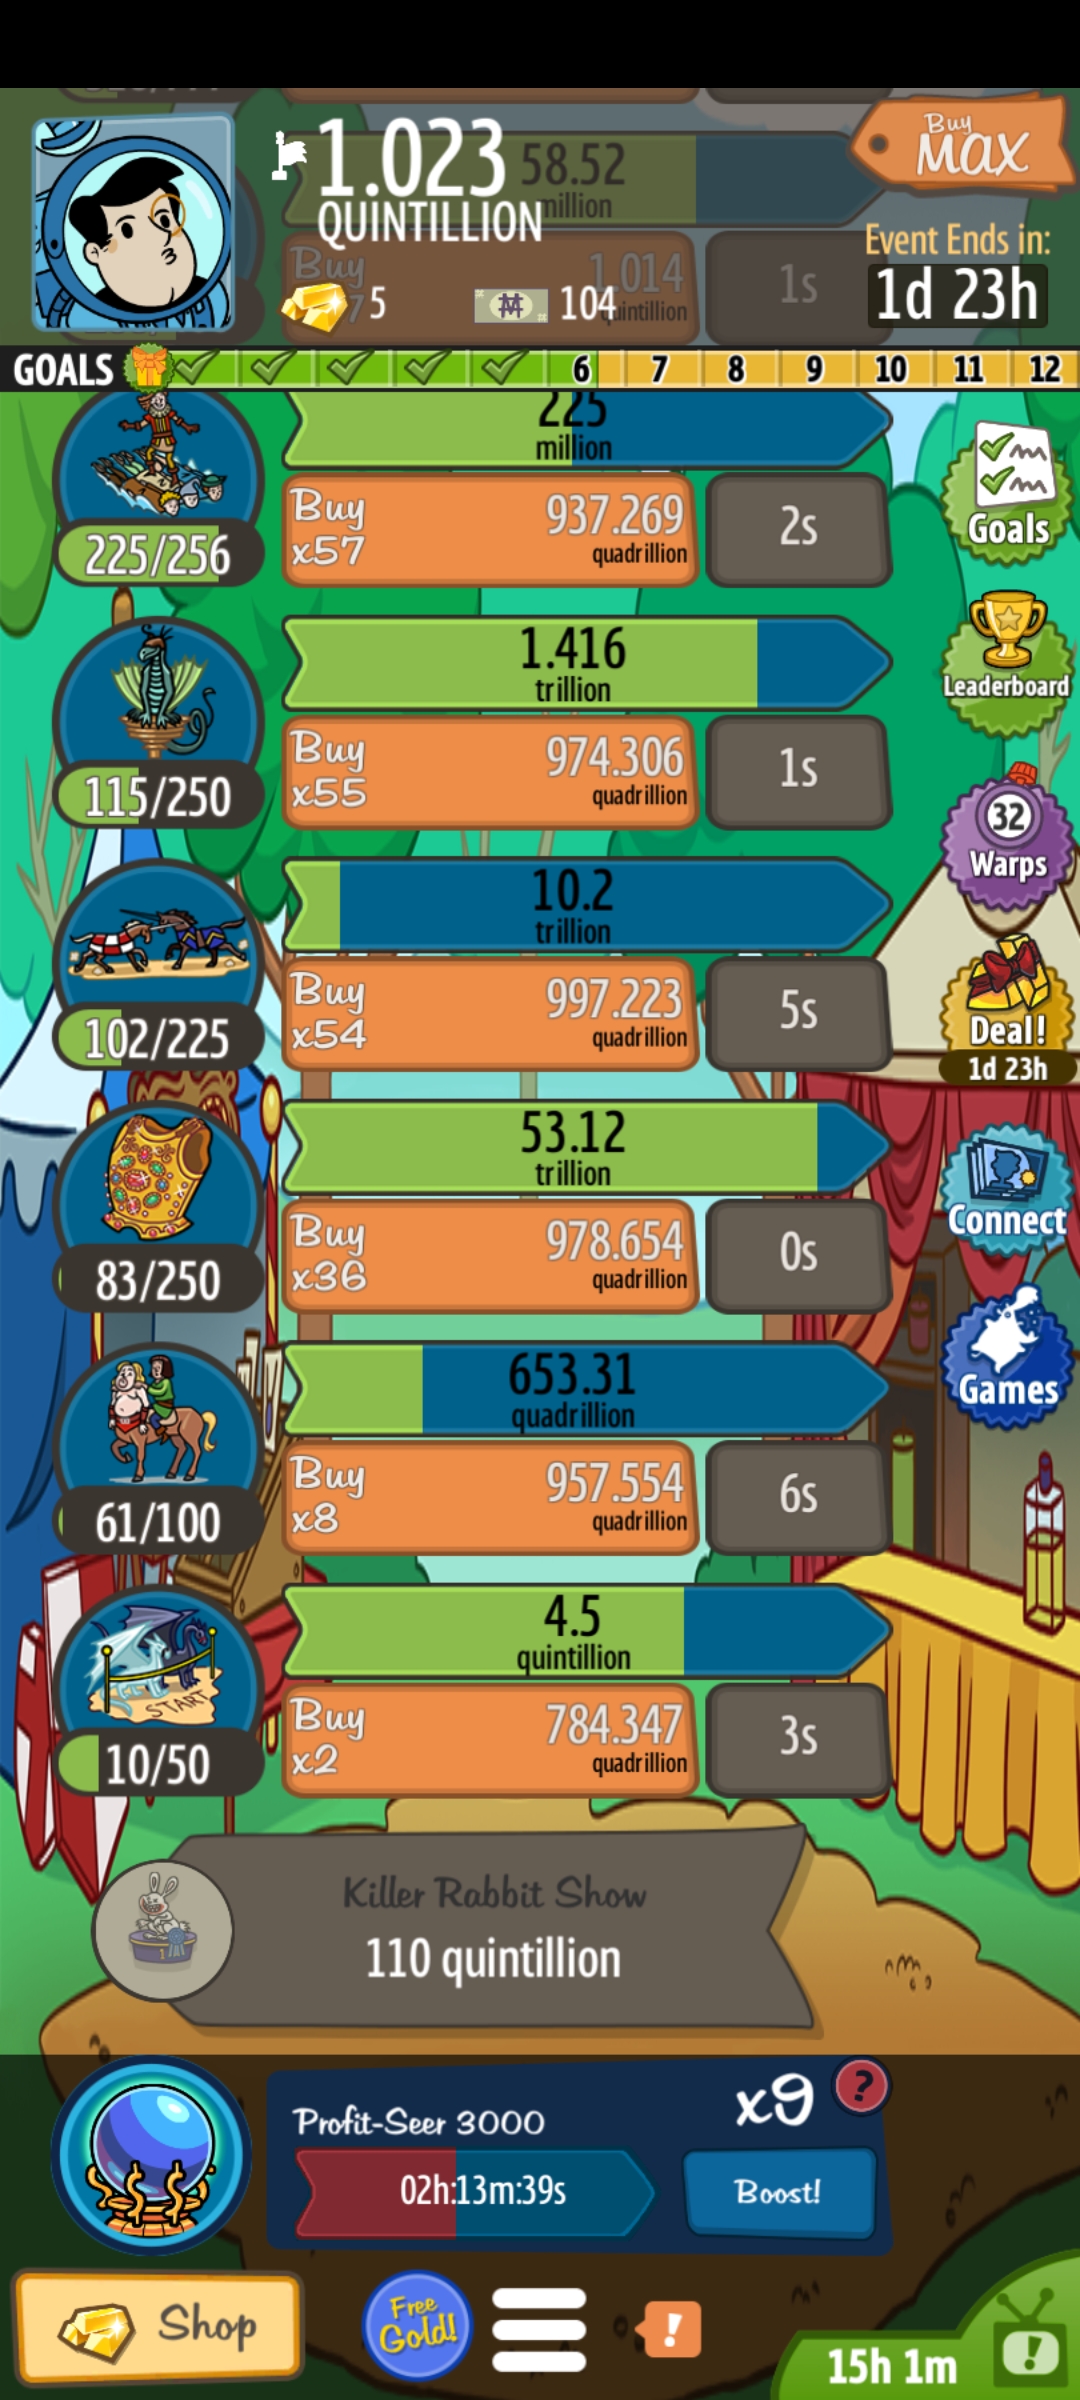 1.023
QUINTILLION
58.52
million
Buy
MAX
Buy
1.014
quintillion
1s
5
104
Event Ends in:
1d 23h
GOALS
6 7 8 9 10 11 12
225
million
225/256
Buy
x57
937.269
quadrillion
2s
Goals
1.416
trillion
115/250
Buy
x55
974.306
quadrillion
1s
Leaderboard
32
Warps
10.2
trillion
102/225
Buy
x54
997.223
quadrillion
5s
Deal!
1d 23h
53.12
trillion
83/250
Buy
x36
978.654
quadrillion
0s
Connect
653.31
quadrillion
61/100
Buy
x8
957.554
quadrillion
6s
Games
4.5
quintillion
START
10/50
Buy
x2
784.347
quadrillion
3s
Killer Rabbit Show
110 quintillion
1
Profit-Seer 3000
x9
?
02h:13m:39s
Boost!
Shop
Free
Gold!
!
15h 1m
!